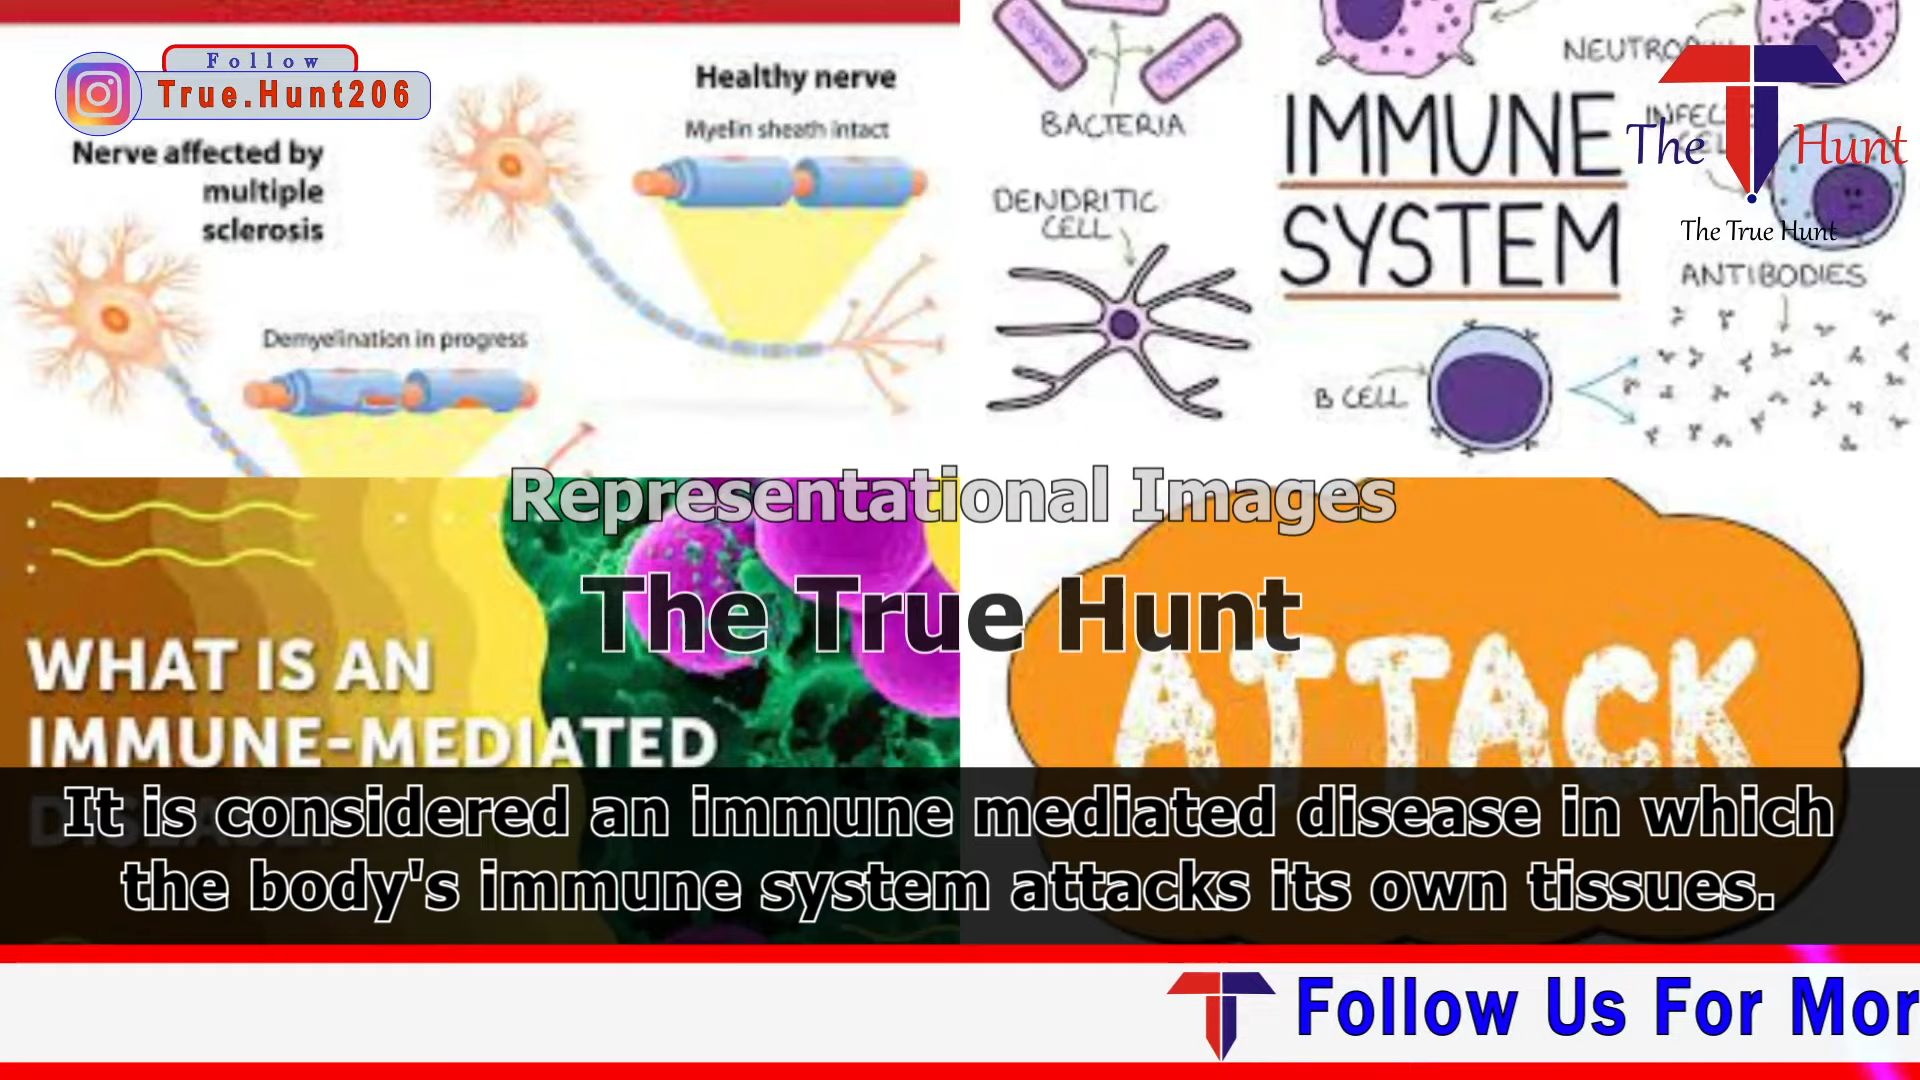 Follow
True.Hunt206
Nerve affected by
multiple
sclerosis
Healthy nerve
Myelin sheath intact
Demyelination in progress
BACTERIA
DENDRITIC
CELL
IMMUNE
SYSTEM
The Hunt
The True Hunt
ANTIBODIES
B CELL
Representational Images
The True Hunt
WHAT IS AN
IMMUNE-MEDIATED
ATTACK
It is considered an immune mediated disease in which
the body's immune system attacks its own tissues.
Follow Us For Mor